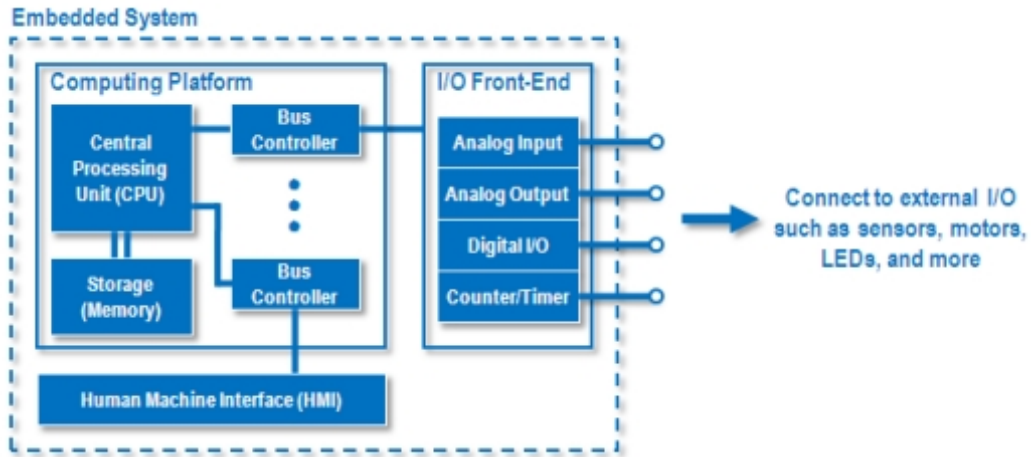 Embedded System
Computing Platform
I/O Front-End
Central
Processing
Unit (CPU)
Bus
Controller
Storage
(Memory)
Bus
Controller
Analog Input
Analog Output
Digital I/O
Counter/Timer
Human Machine Interface (HMI)
Connect to external I/O
such as sensors, motors,
LEDs, and more